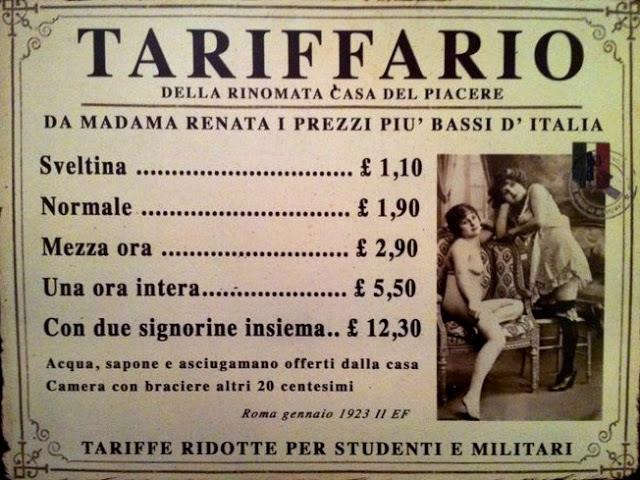 TARIFFARIO
DELLA RINOMATA CASA DEL PIACERE
DA MADAMA RENATA I PREZZI PIU' BASSI D' ITALIA
Sveltina ............................. £ 1,10
Normale ............................ £ 1,90
Mezza ora ......................... £ 2,90
Una ora intera..................... £ 5,50
Con due signorine insiema.. £ 12,30
Acqua, sapone e asciugamano offerti dalla casa
Camera con braciere altri 20 centesimi
Roma gennaio 1923 II EF
TARIFFE RIDOTTE PER STUDENTI E MILITARI